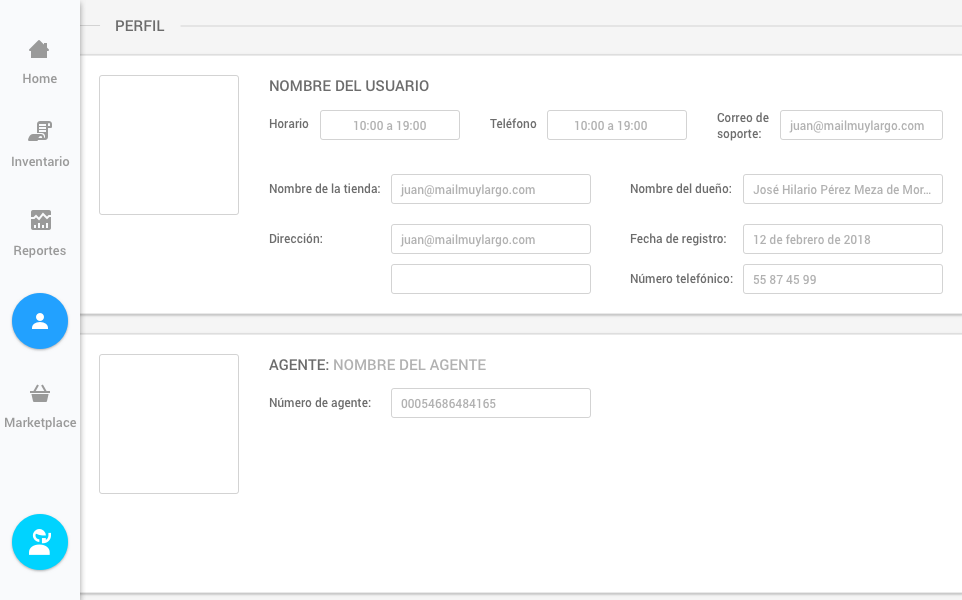 PERFIL
Home
Inventario
Reportes
Marketplace
NOMBRE DEL USUARIO
Horario 10:00 a 19:00 Teléfono 10:00 a 19:00 Correo de soporte: juan@mailmuylargo.com
Nombre de la tienda: juan@mailmuylargo.com Nombre del dueño: José Hilario Pérez Meza de Mor...
Dirección: juan@mailmuylargo.com Fecha de registro: 12 de febrero de 2018
Número telefónico: 55 87 45 99
AGENTE: NOMBRE DEL AGENTE
Número de agente: 00054686484165